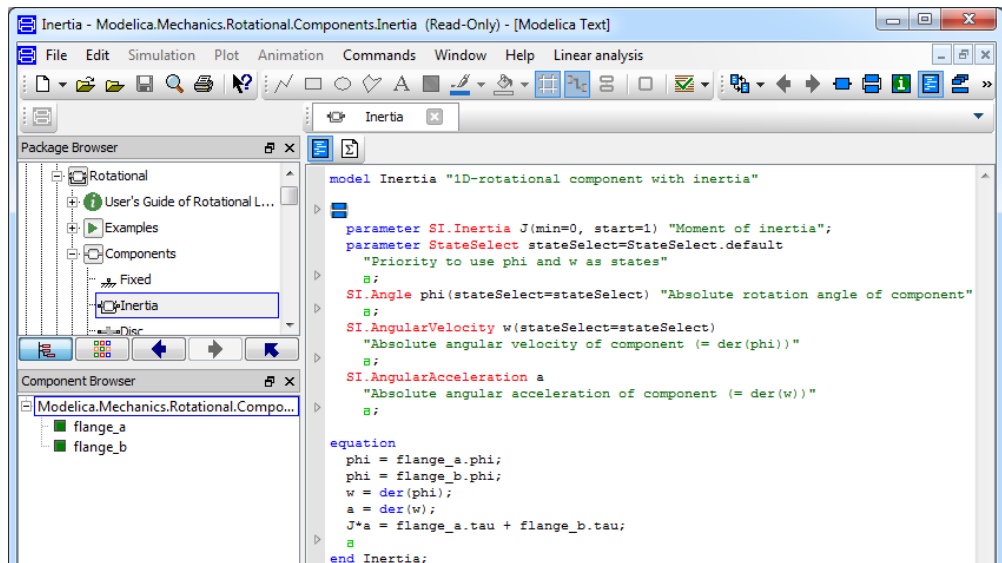 Inertia - Modelica.Mechanics.Rotational.Components.Inertia (Read-Only) - [Modelica Text]
File Edit Simulation Plot Animation Commands Window Help Linear analysis
Inertia
Package Browser
Rotational
User's Guide of Rotational L...
Examples
Components
Fixed
Inertia
Disc
Component Browser
Modelica.Mechanics.Rotational.Compo...
flange_a
flange_b
model Inertia "1D-rotational component with inertia"
parameter SI.Inertia J(min=0, start=1) "Moment of inertia";
parameter StateSelect stateSelect=StateSelect.default
"Priority to use phi and w as states"
a;
SI.Angle phi(stateSelect=stateSelect) "Absolute rotation angle of component"
a;
SI.AngularVelocity w(stateSelect=stateSelect)
"Absolute angular velocity of component (= der(phi))"
a;
SI.AngularAcceleration a
"Absolute angular acceleration of component (= der(w))"
a;
equation
phi = flange_a.phi;
phi = flange_b.phi;
w = der(phi);
a = der(w);
J*a = flange_a.tau + flange_b.tau;
a
end Inertia;